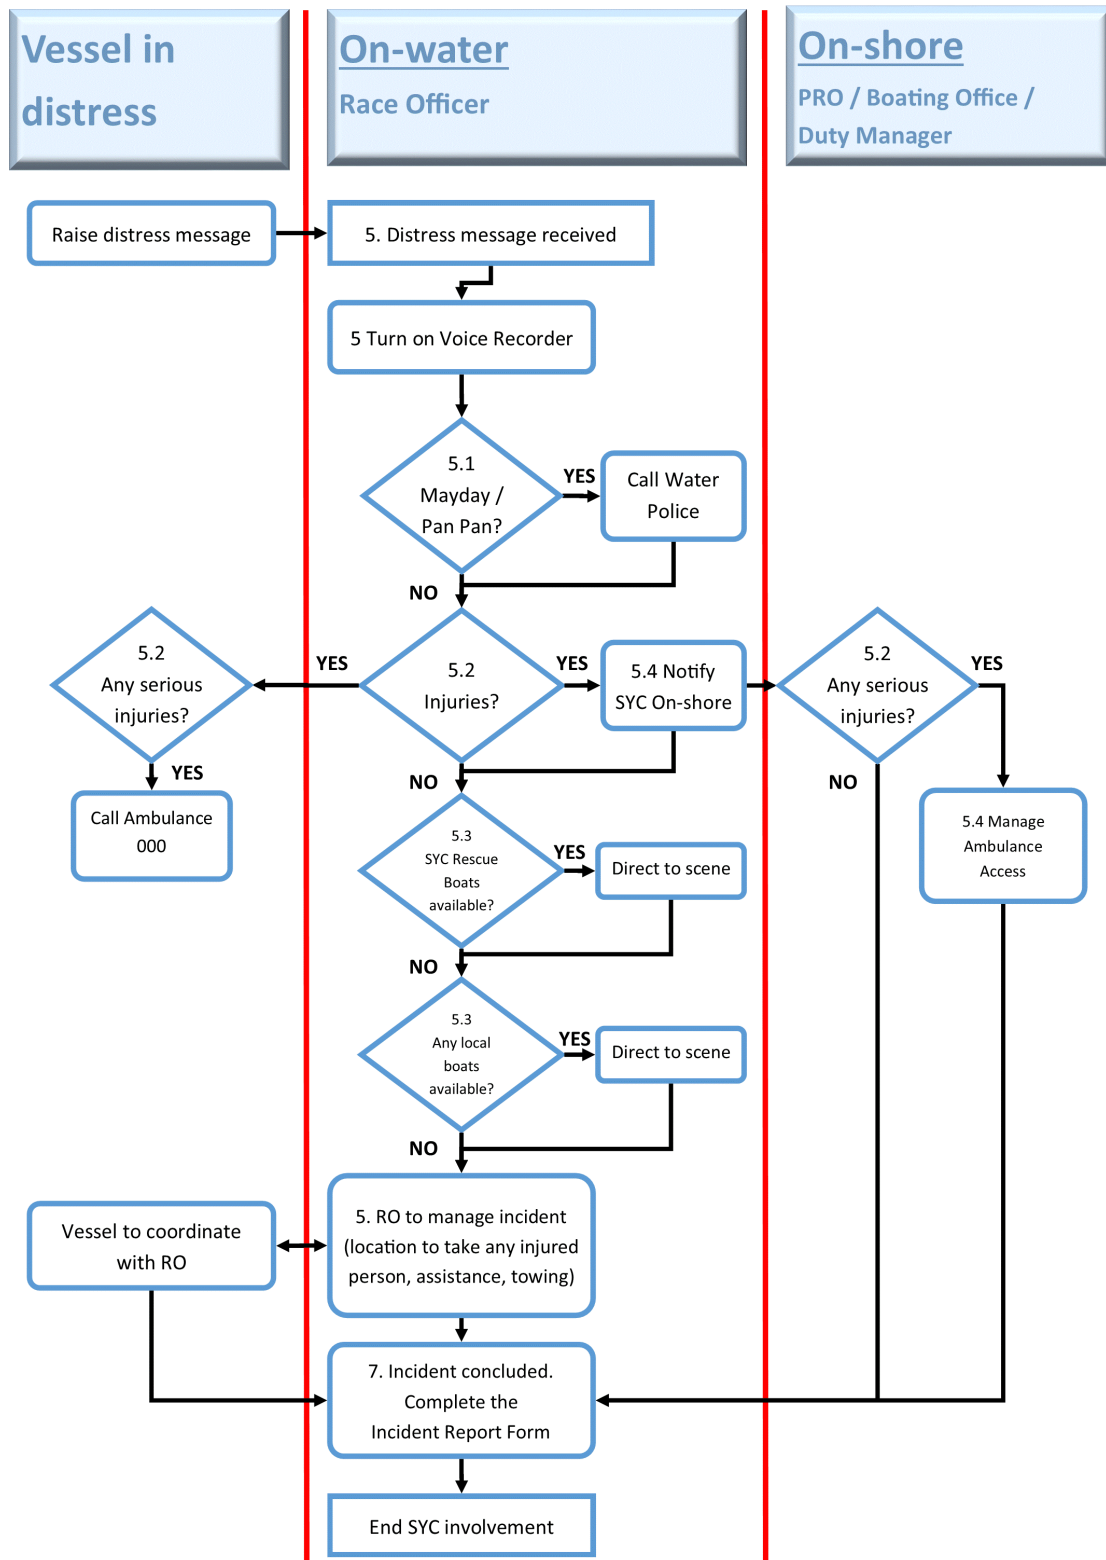 Vessel in
distress
On-water
Race Officer
On-shore
PRO / Boating Office /
Duty Manager
Raise distress message
5. Distress message received
5 Turn on Voice Recorder
5.1
Mayday /
Pan Pan?
YES
Call Water
Police
NO
5.2
Any serious
injuries?
YES
5.2
Injuries?
YES
5.4 Notify
SYC On-shore
5.2
Any serious
injuries?
YES
YES
Call Ambulance
000
NO
NO
5.3
SYC Rescue
Boats
available?
YES
Direct to scene
5.4 Manage
Ambulance
Access
NO
5.3
Any local
boats
available?
YES
Direct to scene
NO
Vessel to coordinate
with RO
5. RO to manage incident
(location to take any injured
person, assistance, towing)
7. Incident concluded.
Complete the
Incident Report Form
End SYC involvement